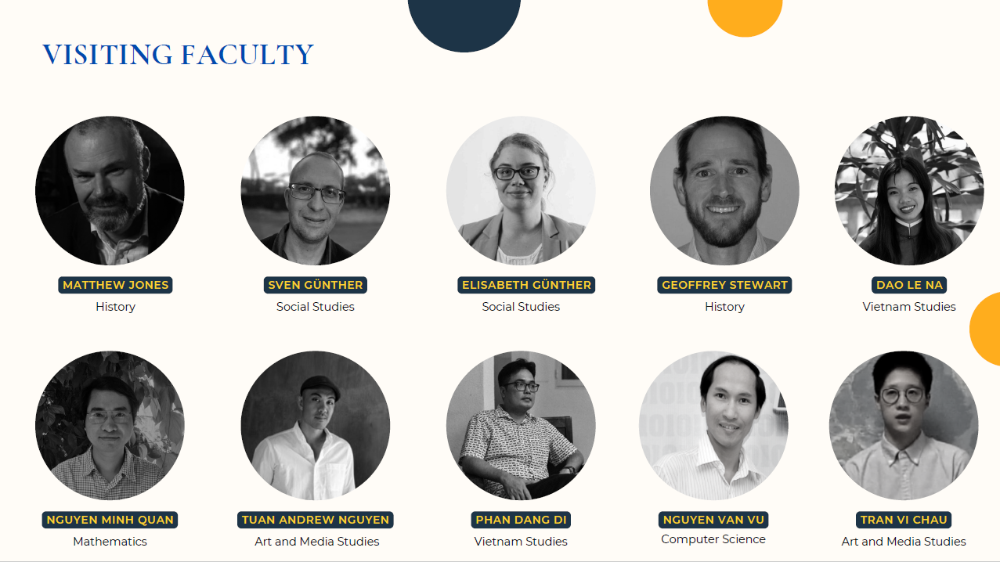 VISITING FACULTY
MATTHEW JONES
History
SVEN GÜNTHER
Social Studies
ELISABETH GÜNTHER
Social Studies
GEOFFREY STEWART
History
DAO LE NA
Vietnam Studies
NGUYEN MINH QUAN
Mathematics
TUAN ANDREW NGUYEN
Art and Media Studies
PHAN DANG DI
Vietnam Studies
NGUYEN VAN VU
Computer Science
TRAN VI CHAU
Art and Media Studies